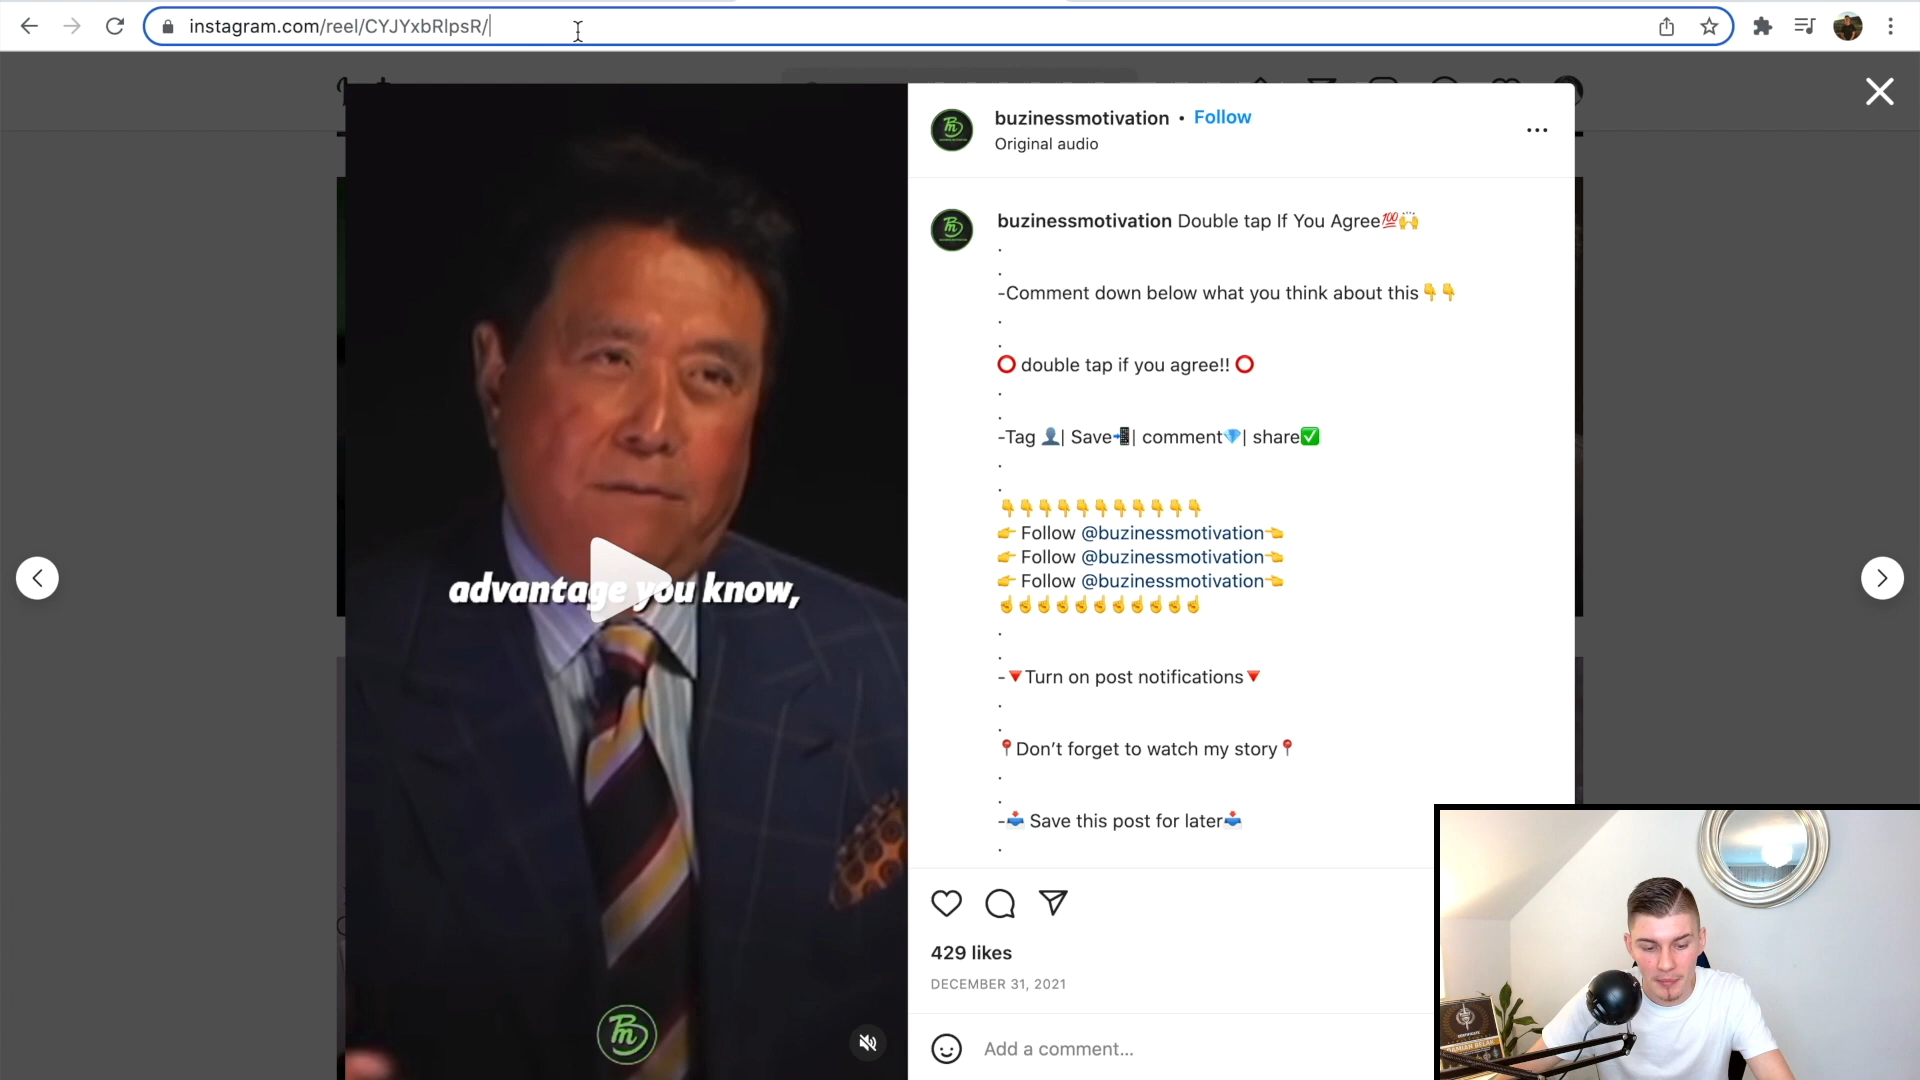 instagram.com/reel/CYJYxbRlpsR/
buzinessmotivation • Follow
Original audio
buzinessmotivation Double tap If You Agree💯🙌
.
.
-Comment down below what you think about this👇👇
.
.
⭕ double tap if you agree!! ⭕
.
.
-Tag 👤| Save📲| comment💎| share✅
.
.
👇👇👇👇👇👇👇👇👇👇👇
👉 Follow @buzinessmotivation👈
👉 Follow @buzinessmotivation👈
👉 Follow @buzinessmotivation👈
☝☝☝☝☝☝☝☝☝☝☝
.
.
-🔻Turn on post notifications🔻
.
.
📍Don't forget to watch my story📍
.
.
-📥 Save this post for later📥
.
advantage you know,
429 likes
DECEMBER 31, 2021
Add a comment...
CERTIFICATE
DAMIAN BELAK